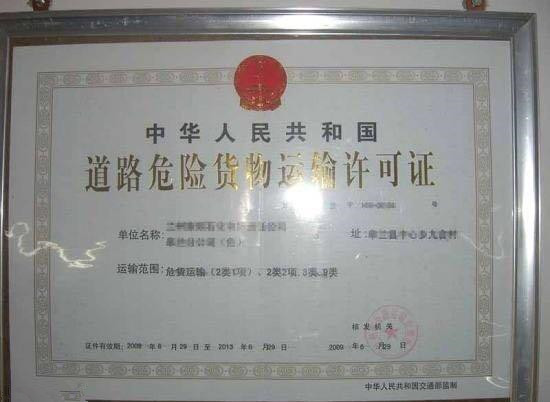 中华人民共和国
道路危险货物运输许可证
字
单位名称:
址:
运输范围: 危货运输(2类1项)、2类2项、3类、9类
核发机关
证件有效期: 2009 年 6 月 29 日 至 2013 年 6 月 29 日
2009 年 6 月 29 日
中华人民共和国交通部监制